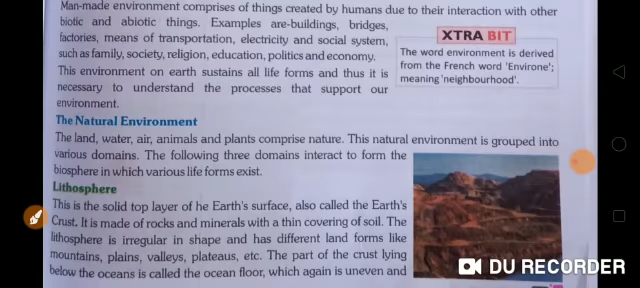 Man-made environment comprises of things created by humans due to their interaction with other
biotic and abiotic things. Examples are-buildings, bridges,
factories, means of transportation, electricity and social system,
such as family, society, religion, education, politics and economy.
This environment on earth sustains all life forms and thus it is
necessary to understand the processes that support our
environment.
XTRA BIT
The word environment is derived
from the French word 'Environe';
meaning 'neighbourhood'.
The Natural Environment
The land, water, air, animals and plants comprise nature. This natural environment is grouped into
various domains. The following three domains interact to form the
biosphere in which various life forms exist.
Lithosphere
This is the solid top layer of he Earth's surface, also called the Earth's
Crust. It is made of rocks and minerals with a thin covering of soil. The
lithosphere is irregular in shape and has different land forms like
mountains, plains, valleys, plateaus, etc. The part of the crust lying
below the oceans is called the ocean floor, which again is uneven and
DU RECORDER